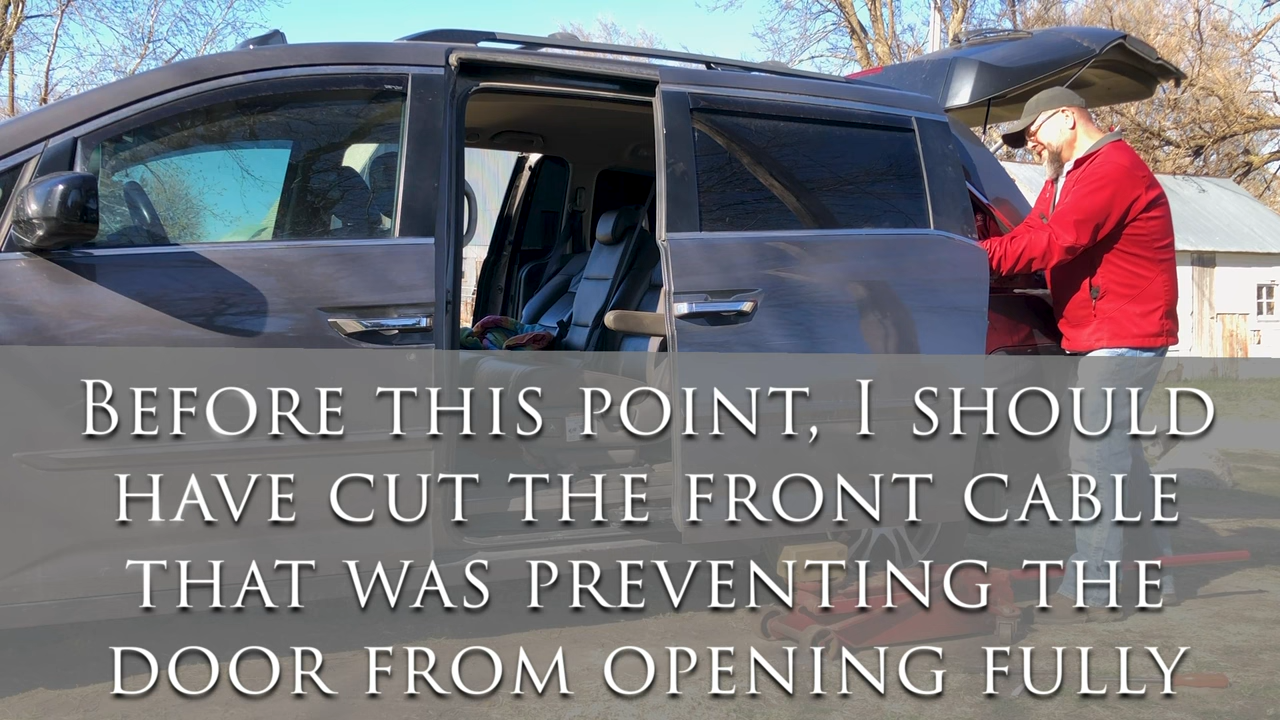 Before this point, I should
have cut the front cable
that was preventing the
door from opening fully